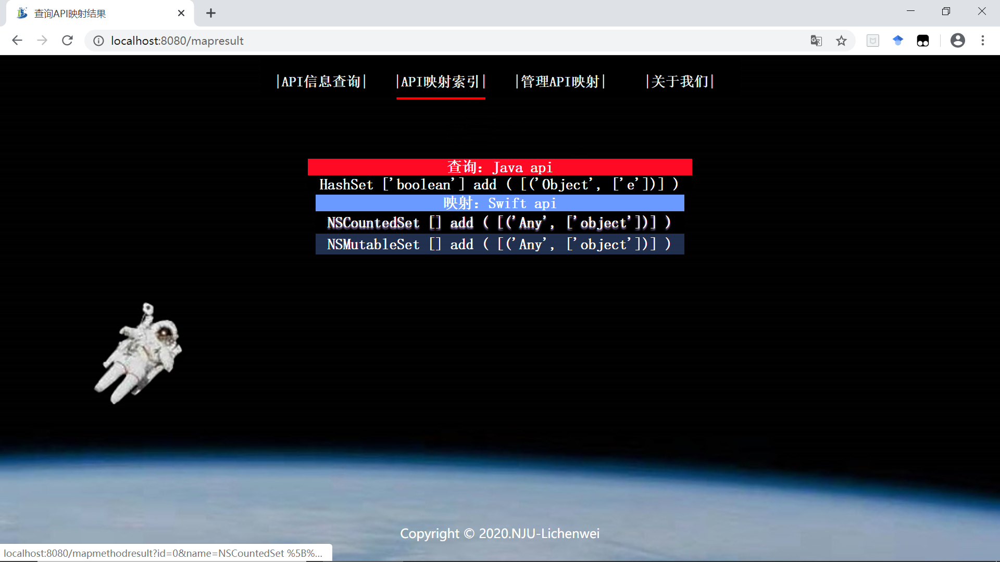 查询API映射结果
localhost:8080/mapresult
|API信息查询| |API映射索引| |管理API映射| |关于我们|
查询: Java api
HashSet ['boolean'] add ( [('Object', ['e'])] )
映射: Swift api
NSCountedSet [] add ( [('Any', ['object'])] )
NSMutableSet [] add ( [('Any', ['object'])] )
Copyright © 2020.NJU-Lichenwei
localhost:8080/mapmethodresult?id=0&name=NSCountedSet %5B%...